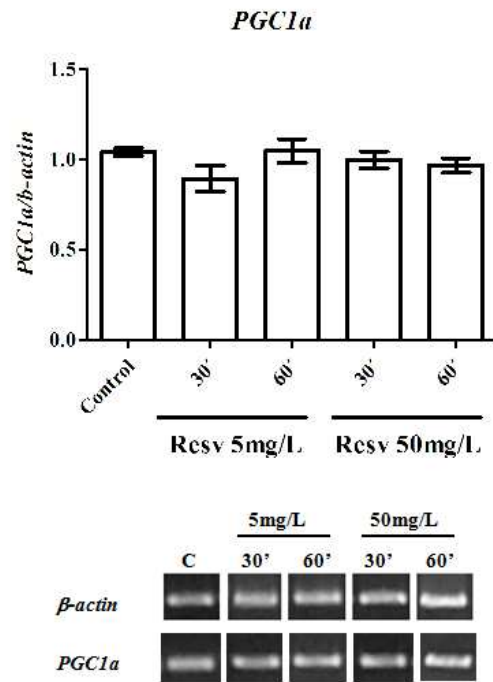 PGC1a
PGC1a/b-actin
1.5
1.0
0.5
0.0
Control
30'
60'
30'
60'
Resv 5mg/L
Resv 50mg/L
5mg/L 50mg/L
C 30’ 60’ 30’ 60’
β-actin
PGC1a